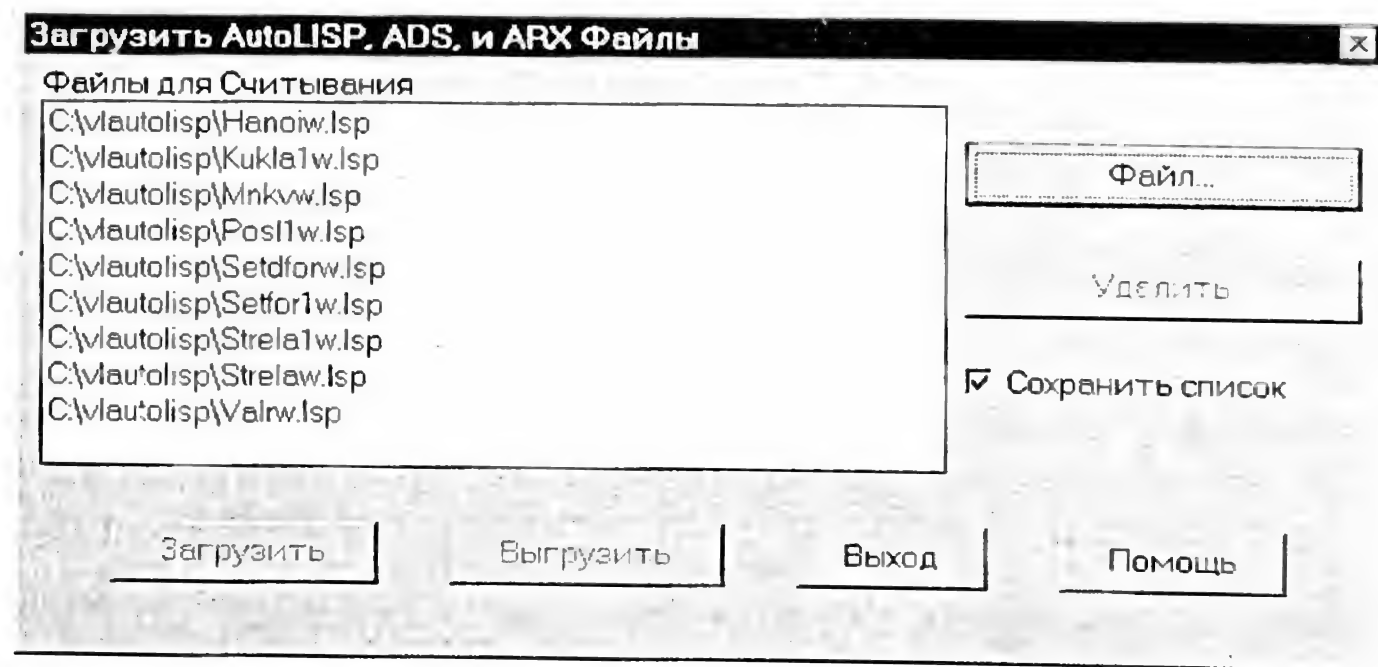 Загрузить AutoLISP, ADS, и ARX Файлы
Файлы для Считывания
C:\vlautolisp\Hanoiw.lsp
C:\vlautolisp\Kukla1w.lsp
C:\vlautolisp\Mnkvw.lsp
C:\vlautolisp\Posl1w.lsp
C:\vlautolisp\Setdforw.lsp
C:\vlautolisp\Setfor1w.lsp
C:\vlautolisp\Strela1w.lsp
C:\vlautolisp\Strelaw.lsp
C:\vlautolisp\Valrw.lsp
Файл...
Уделить
Сохранить список
Загрузить
Выгрузить
Выход
Помощь